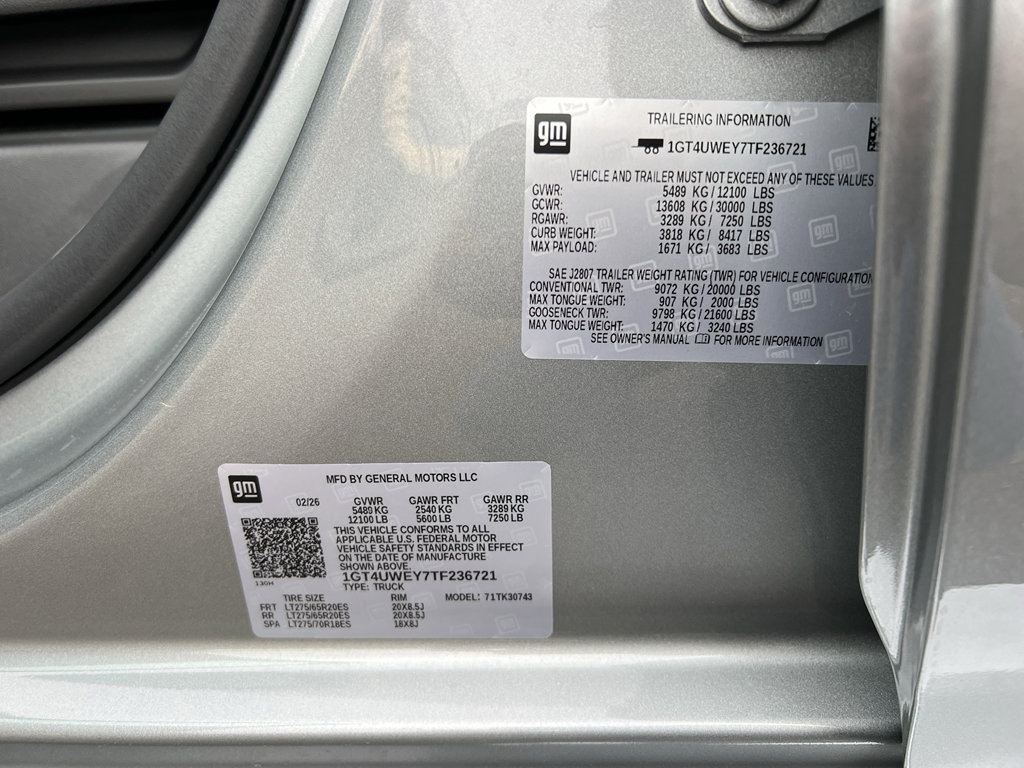 gm
TRAILERING INFORMATION
1GT4UWEY7TF236721
VEHICLE AND TRAILER MUST NOT EXCEED ANY OF THESE VALUES
GVWR: 5489 KG / 12100 LBS
GCWR: 13608 KG / 30000 LBS
RGAWR: 3289 KG / 7250 LBS
CURB WEIGHT: 3818 KG / 8417 LBS
MAX PAYLOAD: 1671 KG / 3683 LBS
SAE J2807 TRAILER WEIGHT RATING (TWR) FOR VEHICLE CONFIGURATION
CONVENTIONAL TWR: 9072 KG / 20000 LBS
MAX TONGUE WEIGHT: 907 KG / 2000 LBS
GOOSENECK TWR: 9798 KG / 21600 LBS
MAX TONGUE WEIGHT: 1470 KG / 3240 LBS
SEE OWNER'S MANUAL FOR MORE INFORMATION
gm
MFD BY GENERAL MOTORS LLC
02/26 GVWR GAWR FRT GAWR RR
5489 KG 2540 KG 3289 KG
12100 LB 5600 LB 7250 LB
THIS VEHICLE CONFORMS TO ALL
APPLICABLE U.S. FEDERAL MOTOR
VEHICLE SAFETY STANDARDS IN EFFECT
ON THE DATE OF MANUFACTURE
SHOWN ABOVE.
130H
1GT4UWEY7TF236721
TYPE: TRUCK
TIRE SIZE RIM MODEL: 71TK30743
FRT LT275/65R20ES 20X8.5J
RR LT275/65R20ES 20X8.5J
SPA LT275/70R18ES 18X8J